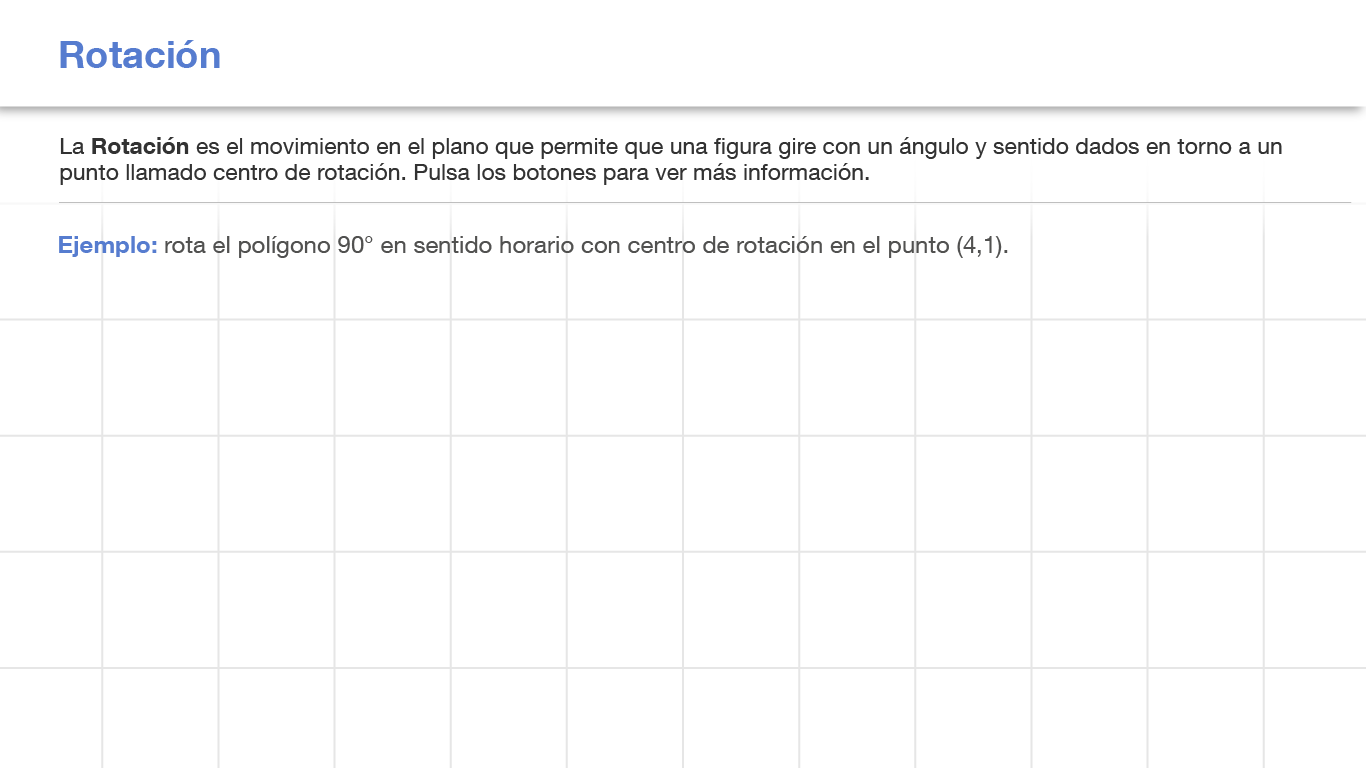 Rotación
La Rotación es el movimiento en el plano que permite que una figura gire con un ángulo y sentido dados en torno a un
punto llamado centro de rotación. Pulsa los botones para ver más información.
Ejemplo: rota el polígono 90° en sentido horario con centro de rotación en el punto (4,1).